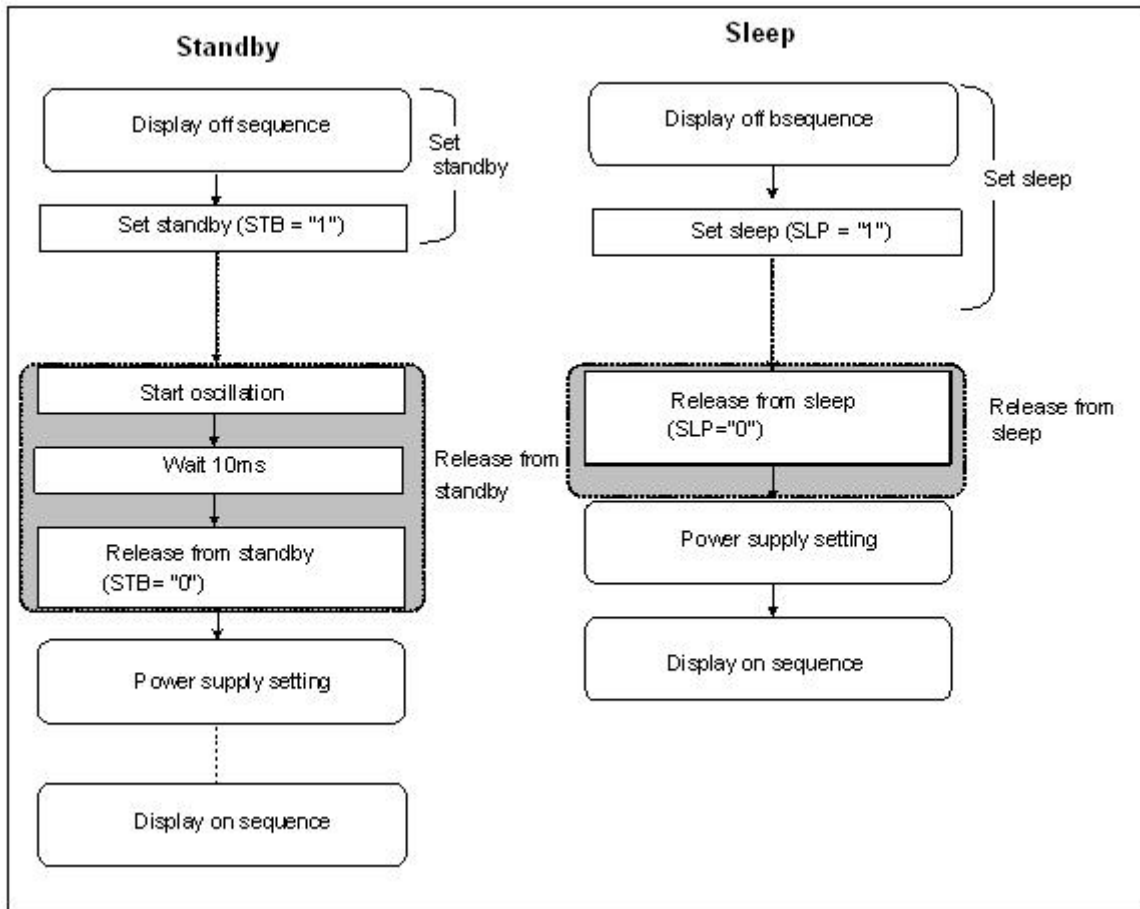 Standby
Display off sequence
Set
standby
Set standby (STB = "1")
Start oscillation
Wait 10ms
Release from
standby
Release from standby
(STB= "0")
Power supply setting
Display on sequence
Sleep
Display off bsequence
Set sleep
Set sleep (SLP = "1")
Release from sleep
(SLP="0")
Release from
sleep
Power supply setting
Display on sequence